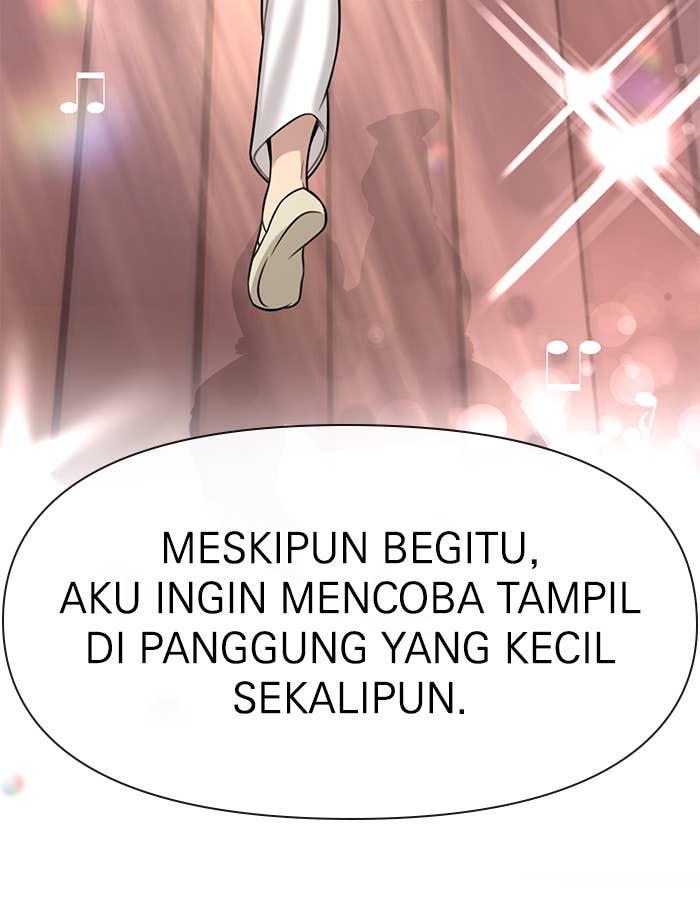 MESKIPUN BEGITU,
AKU INGIN MENCOBA TAMPIL
DI PANGGUNG YANG KECIL
SEKALIPUN.